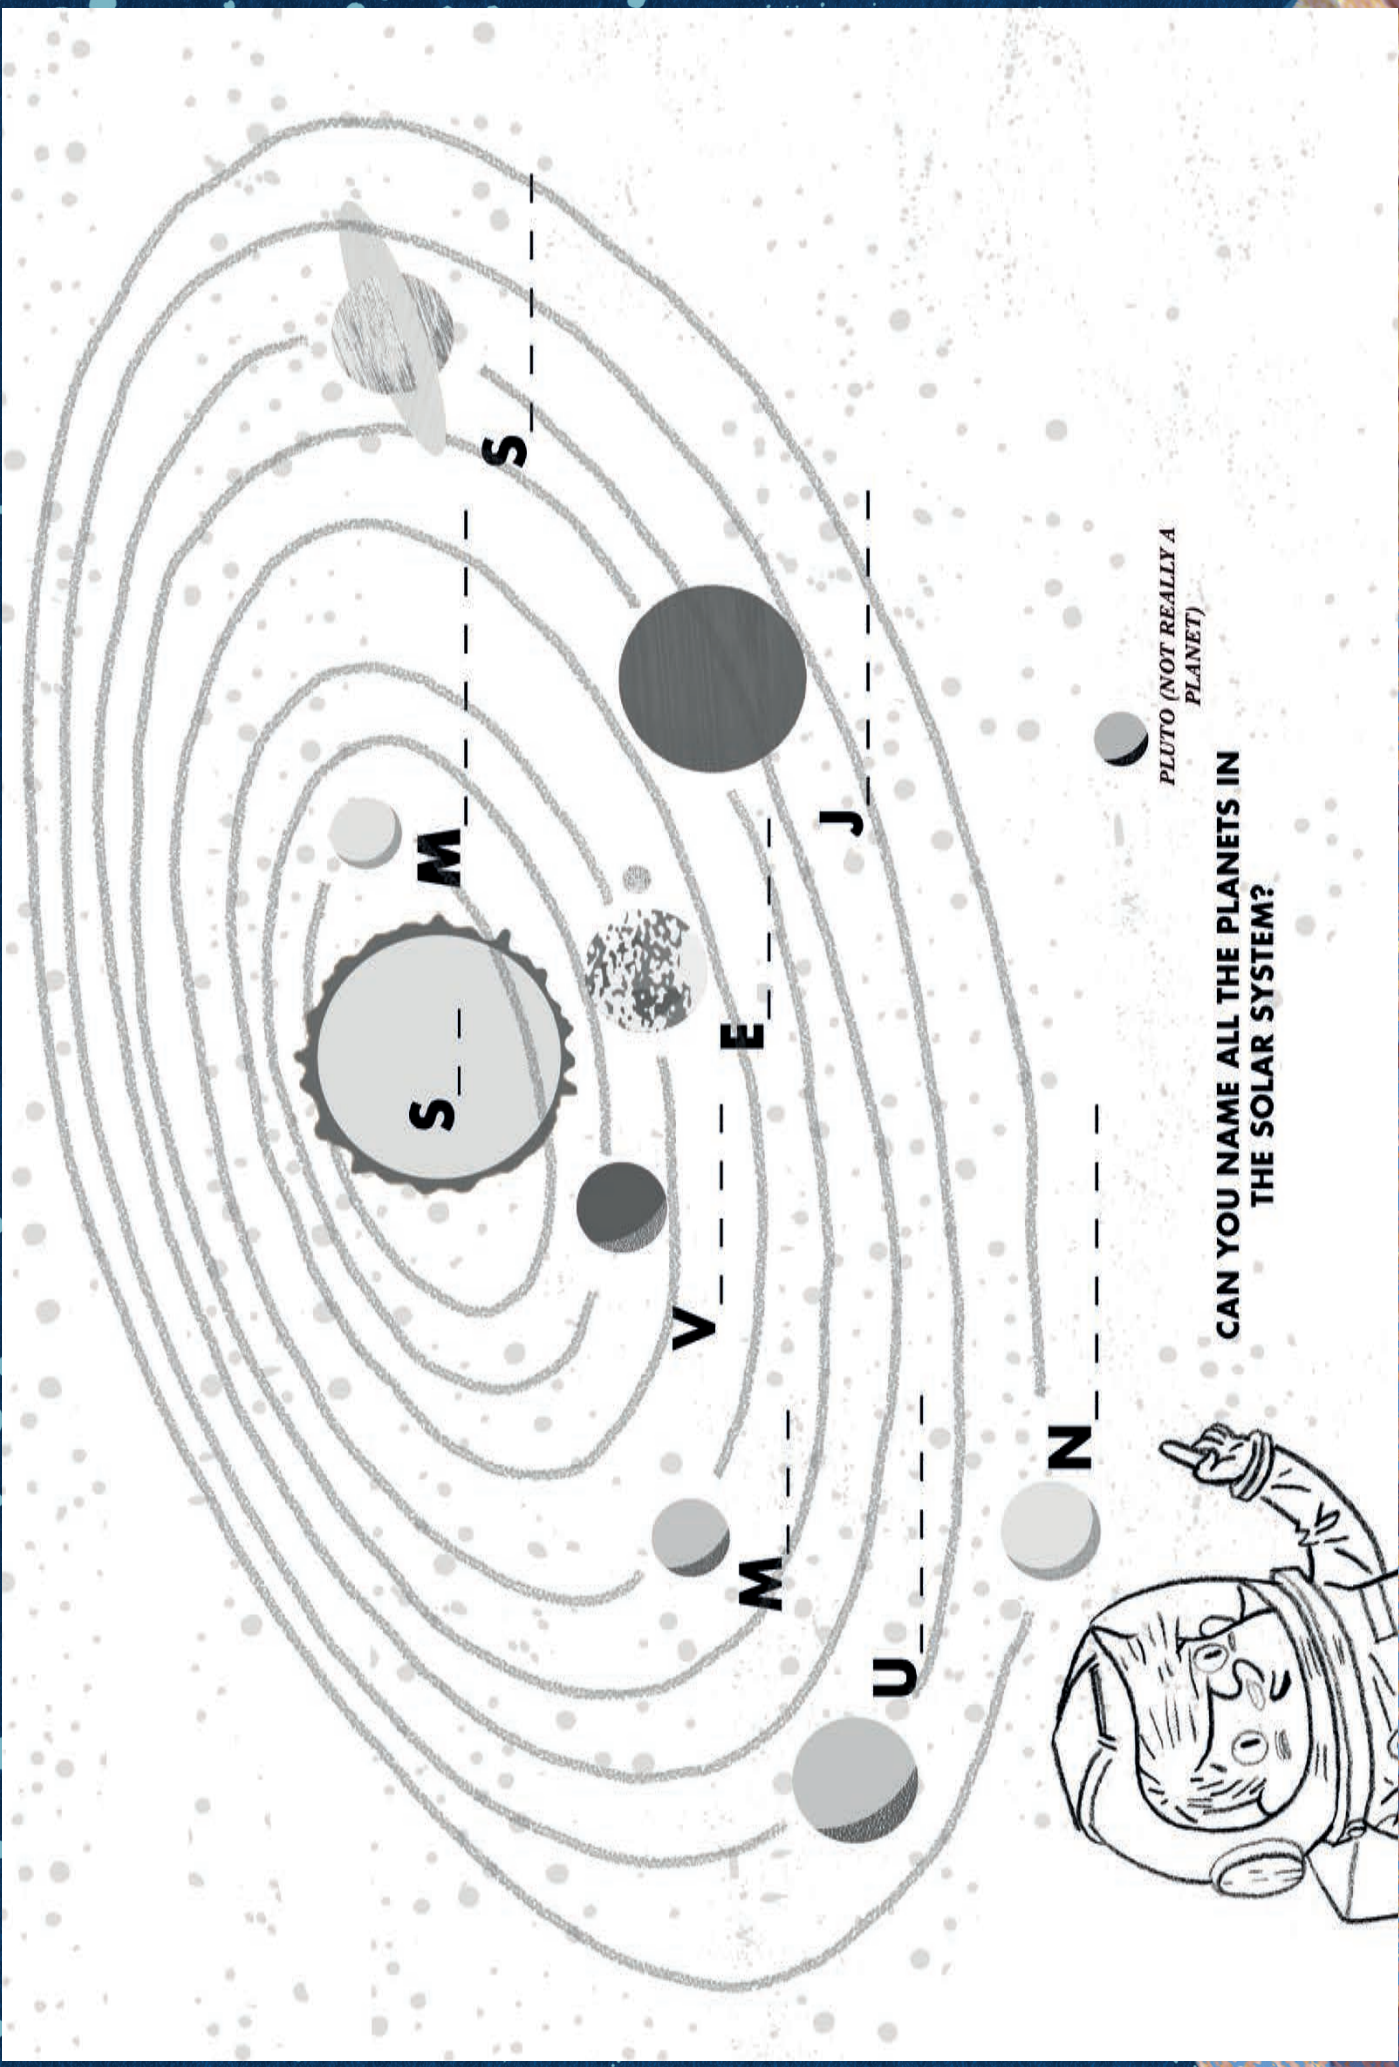 S _ _
M _ _ _ _ _ _
S _ _ _ _ _
V _ _ _ _
E _ _ _ _
M _ _ _
J _ _ _ _ _ _
U _ _ _ _ _
N _ _ _ _ _ _
PLUTO (NOT REALLY A
PLANET)
CAN YOU NAME ALL THE PLANETS IN
THE SOLAR SYSTEM?